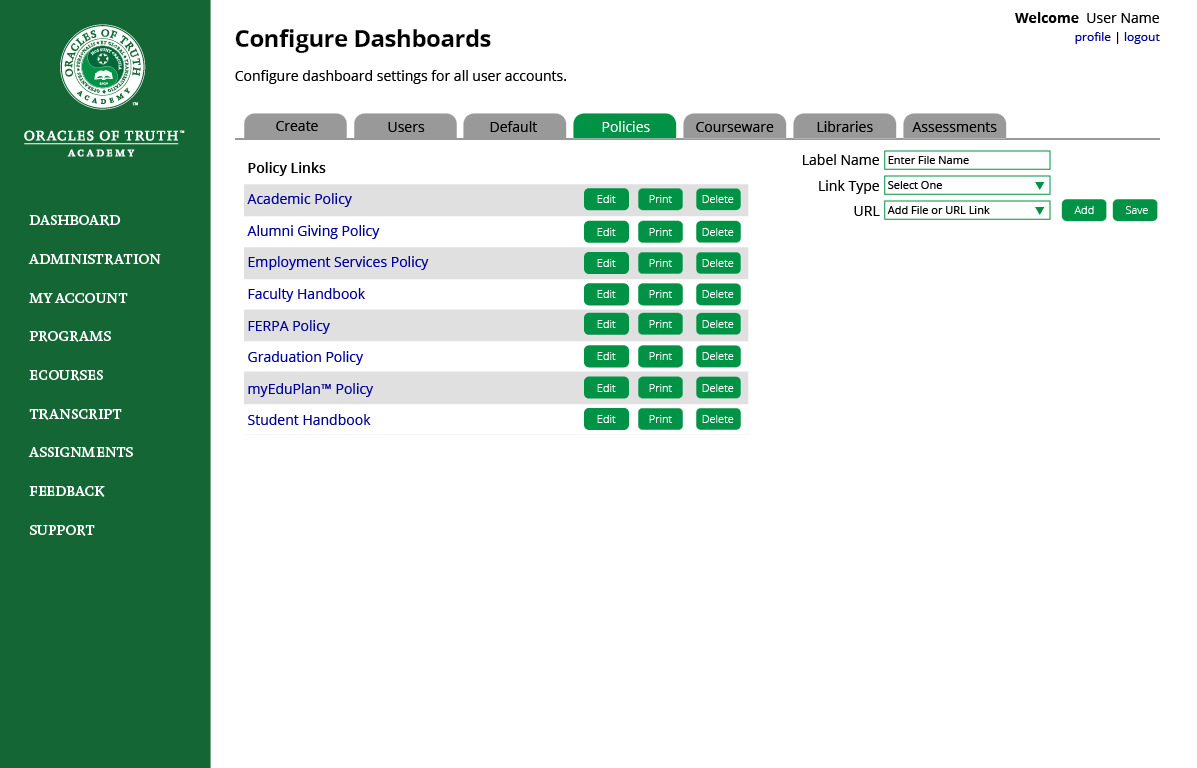 ORACLES OF TRUTH
ACADEMY
ORACLES OF TRUTH™
ACADEMY
DASHBOARD
ADMINISTRATION
MY ACCOUNT
PROGRAMS
ECOURSES
TRANSCRIPT
ASSIGNMENTS
FEEDBACK
SUPPORT
Welcome User Name
profile | logout
Configure Dashboards
Configure dashboard settings for all user accounts.
Create Users Default Policies Courseware Libraries Assessments
Policy Links
Academic Policy Edit Print Delete
Alumni Giving Policy Edit Print Delete
Employment Services Policy Edit Print Delete
Faculty Handbook Edit Print Delete
FERPA Policy Edit Print Delete
Graduation Policy Edit Print Delete
myEduPlan™ Policy Edit Print Delete
Student Handbook Edit Print Delete
Label Name Enter File Name
Link Type Select One
URL Add File or URL Link Add Save